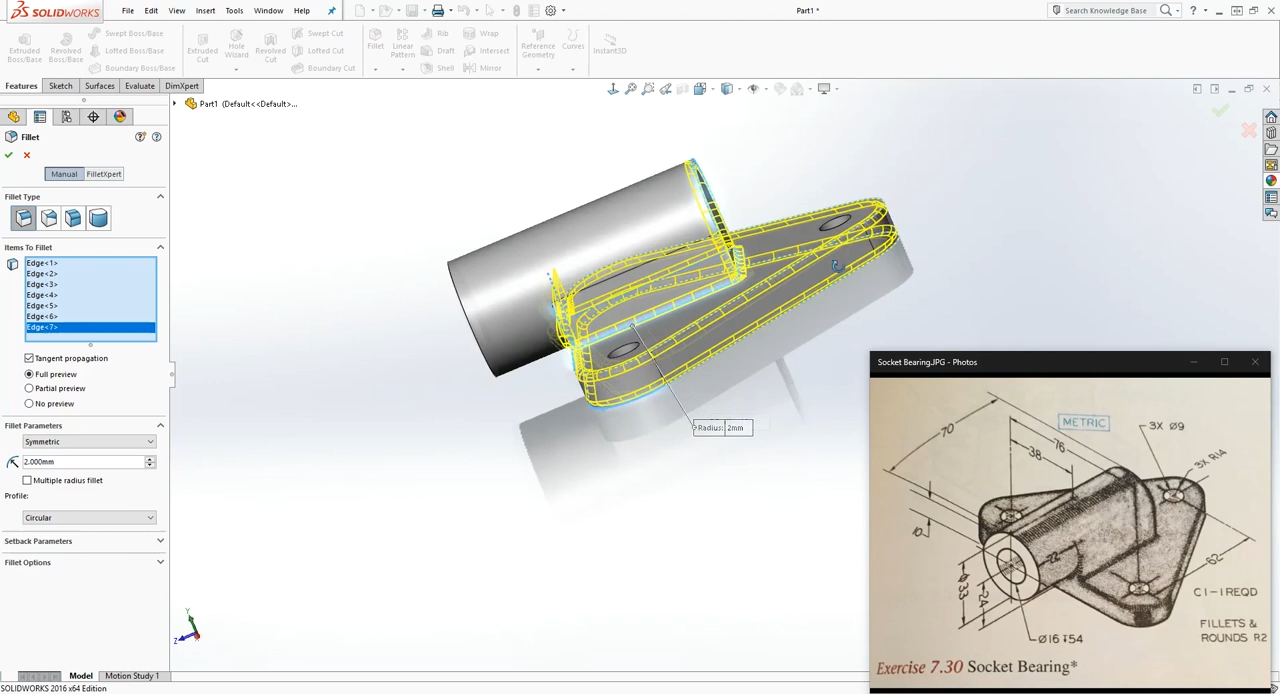 SOLIDWORKS
File Edit View Insert Tools Window Help
Part1 *
Search Knowledge Base
Extruded Boss/Base
Revolved Boss/Base
Swept Boss/Base
Lofted Boss/Base
Boundary Boss/Base
Extruded Cut
Hole Wizard
Revolved Cut
Swept Cut
Lofted Cut
Boundary Cut
Fillet
Linear Pattern
Rib
Draft
Shell
Wrap
Intersect
Mirror
Reference Geometry
Curves
Instant3D
Features Sketch Surfaces Evaluate DimXpert
Part1 (Default<<Default>...
Fillet
Manual FilletXpert
Fillet Type
Items To Fillet
Edge<1>
Edge<2>
Edge<3>
Edge<4>
Edge<5>
Edge<6>
Edge<7>
Tangent propagation
Full preview
Partial preview
No preview
Fillet Parameters
Symmetric
2.000mm
Multiple radius fillet
Profile:
Circular
Setback Parameters
Fillet Options
Radius: 2mm
Y
Z
Socket BearingJPG - Photos
METRIC
3X Ø9
3X R14
70
76
38
10
22
62
Ø33
24
C1-1REQD
FILLETS &
ROUNDS R2
Ø16↧54
Exercise 7.30 Socket Bearing*
Model Motion Study 1
SOLIDWORKS 2016 x64 Edition